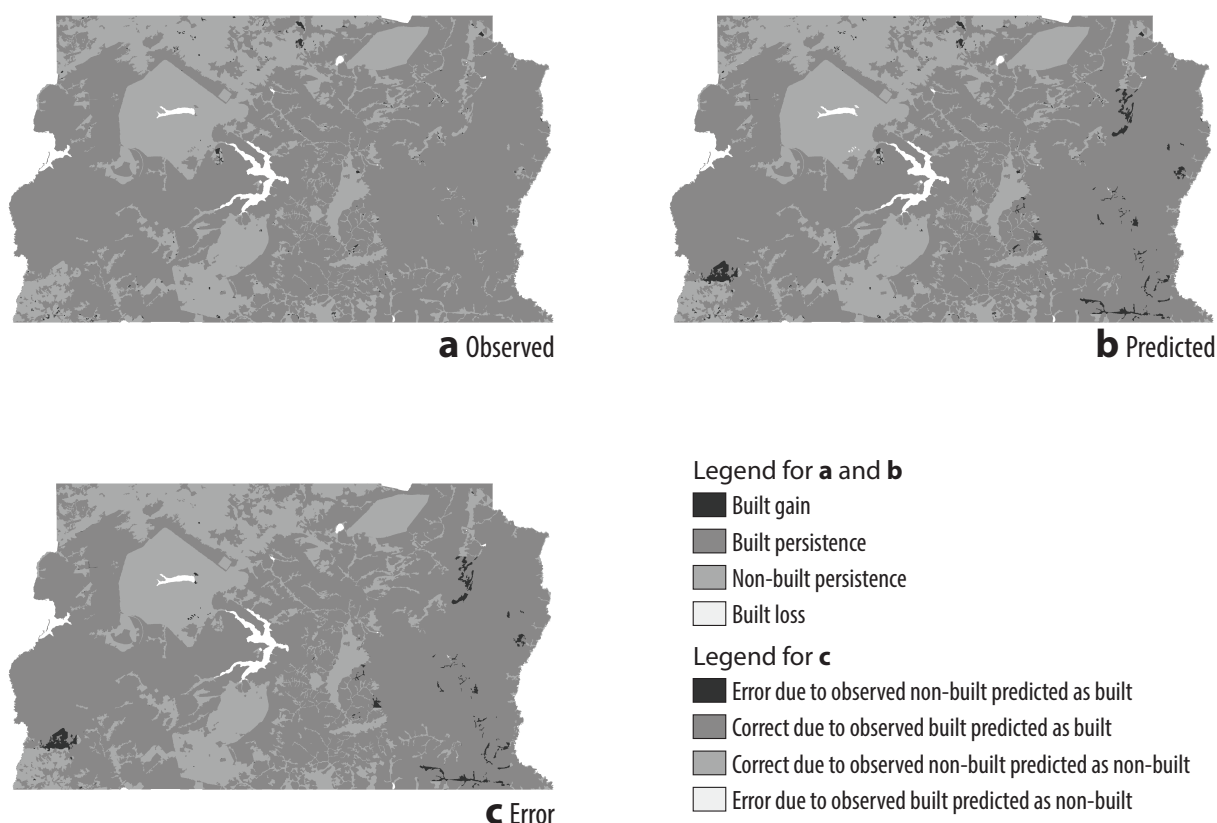 a Observed
b Predicted
c Error
Legend for a and b
Built gain
Built persistence
Non-built persistence
Built loss
Legend for c
Error due to observed non-built predicted as built
Correct due to observed built predicted as built
Correct due to observed non-built predicted as non-built
Error due to observed built predicted as non-built